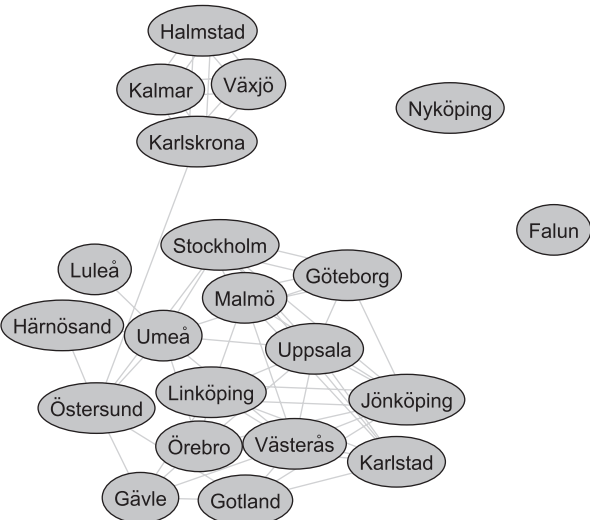 Halmstad
Kalmar
Växjö
Nyköping
Karlskrona
Falun
Stockholm
Luleå
Göteborg
Malmö
Härnösand
Umeå
Uppsala
Linköping
Jönköping
Östersund
Örebro
Västerås
Karlstad
Gävle
Gotland